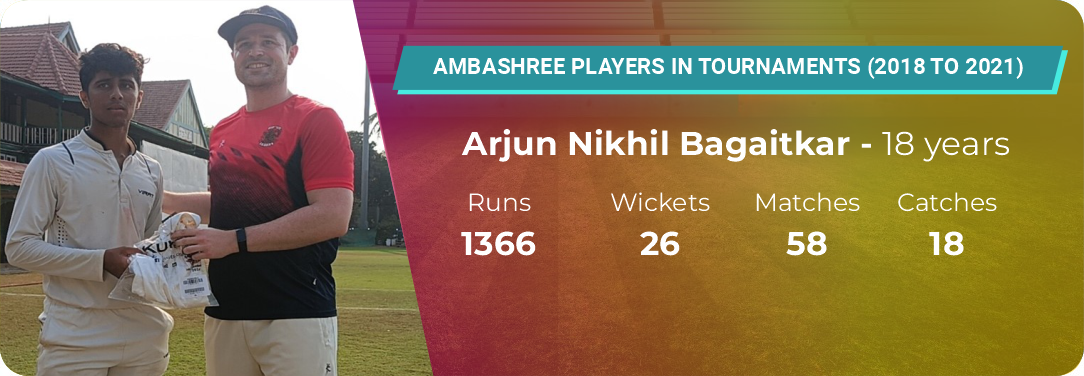 AMBASHREE PLAYERS IN TOURNAMENTS (2018 TO 2021)
Arjun Nikhil Bagaitkar - 18 years
Runs Wickets Matches Catches
1366 26 58 18